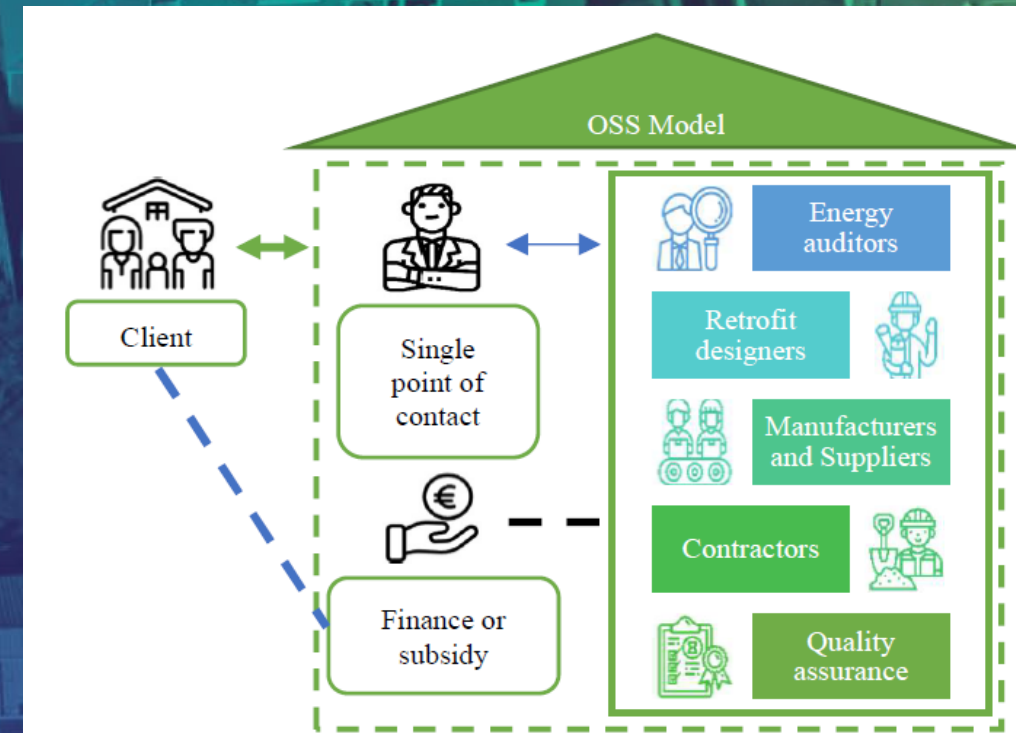 OSS Model
Client
Single
point of
contact
Finance or
subsidy
Energy
auditors
Retrofit
designers
Manufacturers
and Suppliers
Contractors
Quality
assurance